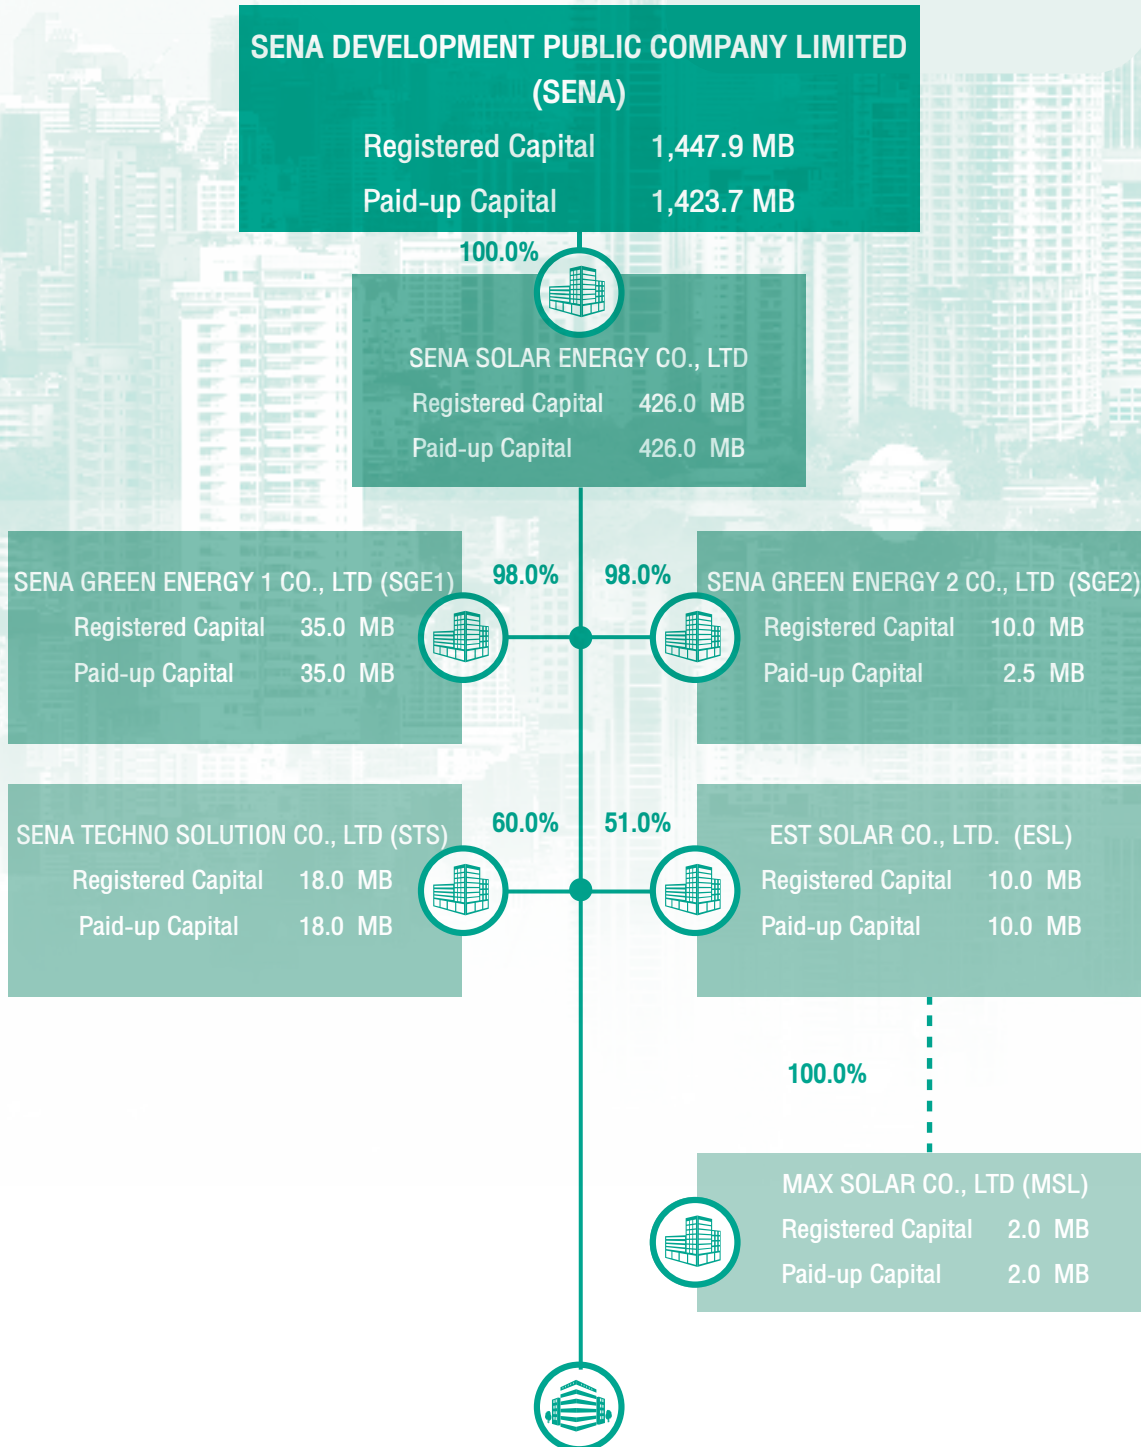 SENA DEVELOPMENT PUBLIC COMPANY LIMITED
(SENA)
Registered Capital 1,447.9 MB
Paid-up Capital 1,423.7 MB
100.0%
SENA SOLAR ENERGY CO., LTD
Registered Capital 426.0 MB
Paid-up Capital 426.0 MB
98.0% 98.0%
SENA GREEN ENERGY 1 CO., LTD (SGE1)
Registered Capital 35.0 MB
Paid-up Capital 35.0 MB
SENA GREEN ENERGY 2 CO., LTD (SGE2)
Registered Capital 10.0 MB
Paid-up Capital 2.5 MB
60.0% 51.0%
SENA TECHNO SOLUTION CO., LTD (STS)
Registered Capital 18.0 MB
Paid-up Capital 18.0 MB
EST SOLAR CO., LTD. (ESL)
Registered Capital 10.0 MB
Paid-up Capital 10.0 MB
100.0%
MAX SOLAR CO., LTD (MSL)
Registered Capital 2.0 MB
Paid-up Capital 2.0 MB